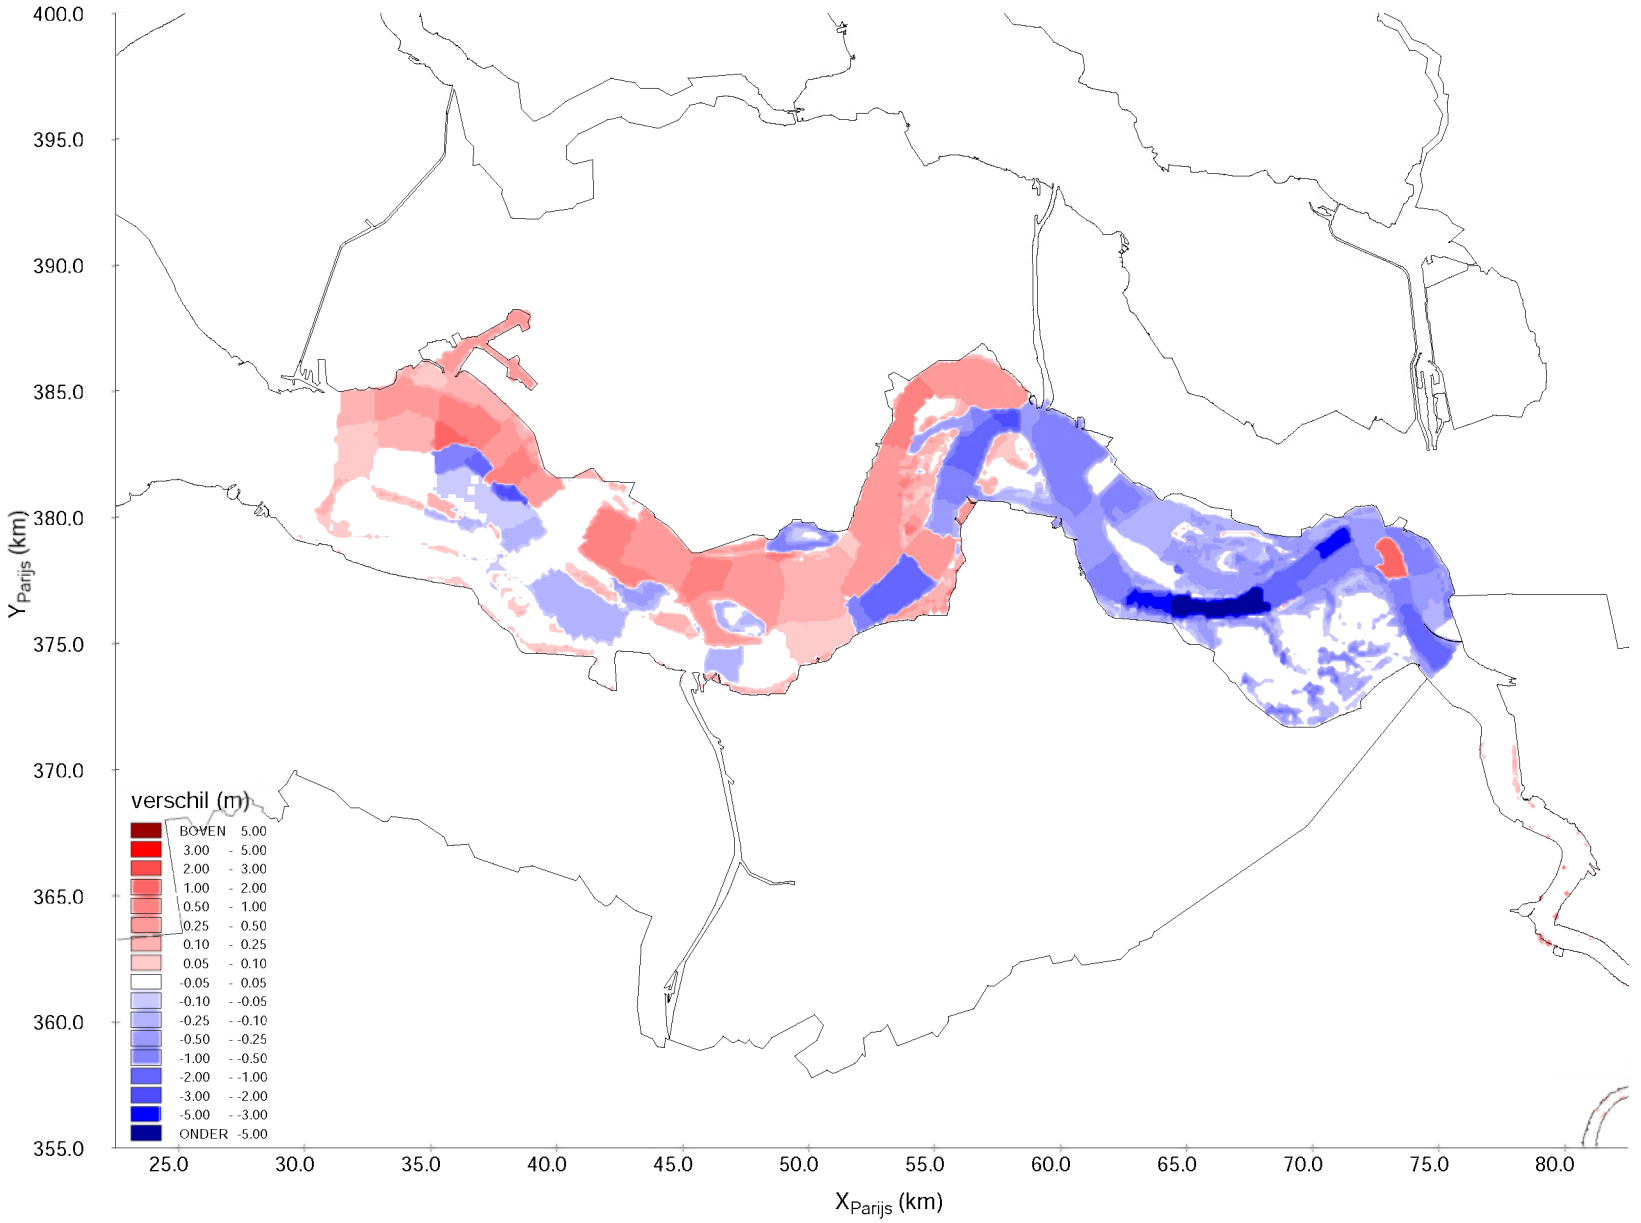 400.0
395.0
390.0
385.0
380.0
375.0
370.0
365.0
360.0
355.0
Y Parijs (km)
verschil (m)
BOVEN 5.00
3.00 - 5.00
2.00 - 3.00
1.00 - 2.00
0.50 - 1.00
0.25 - 0.50
0.10 - 0.25
0.05 - 0.10
-0.05 - 0.05
-0.10 - -0.05
-0.25 - -0.10
-0.50 - -0.25
-1.00 - -0.50
-2.00 - -1.00
-3.00 - -2.00
-5.00 - -3.00
ONDER -5.00
25.0 30.0 35.0 40.0 45.0 50.0 55.0 60.0 65.0 70.0 75.0 80.0
X Parijs (km)